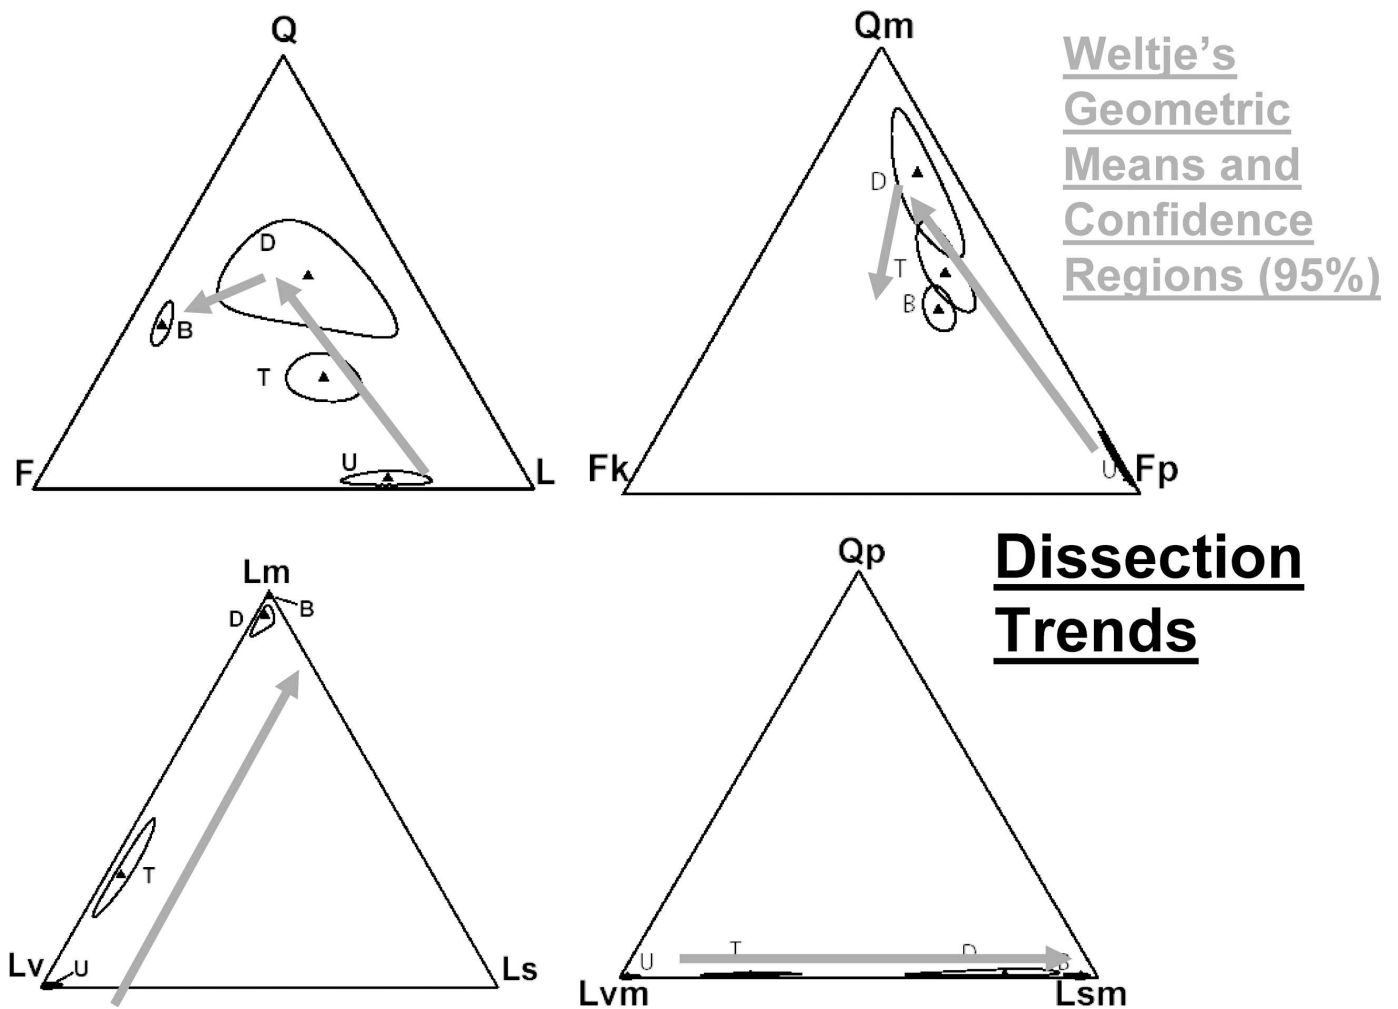 Q
D
B
T
U
F
L
Qm
D
T
B
U
Fk
Fp
Weltje's
Geometric
Means and
Confidence
Regions (95%)
Lm
D
B
T
U
Lv
Ls
Qp
U
T
D
B
Lvm
Lsm
Dissection
Trends